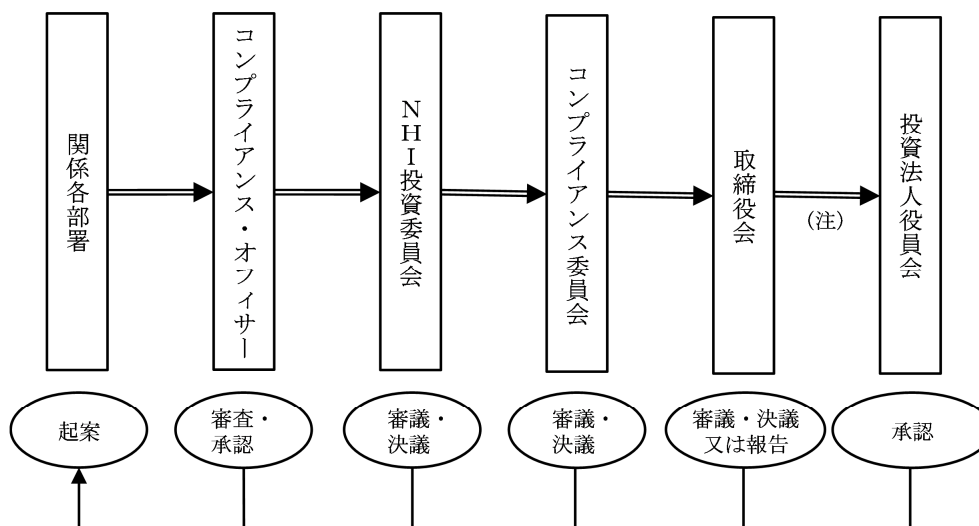 関係各部署
コンプライアンス・オフィサー
NHI投資委員会
コンプライアンス委員会
取締役会
(注)
投資法人役員会
起案
審査・
承認
審議・
決議
審議・
決議
審議・決議
又は報告
承認